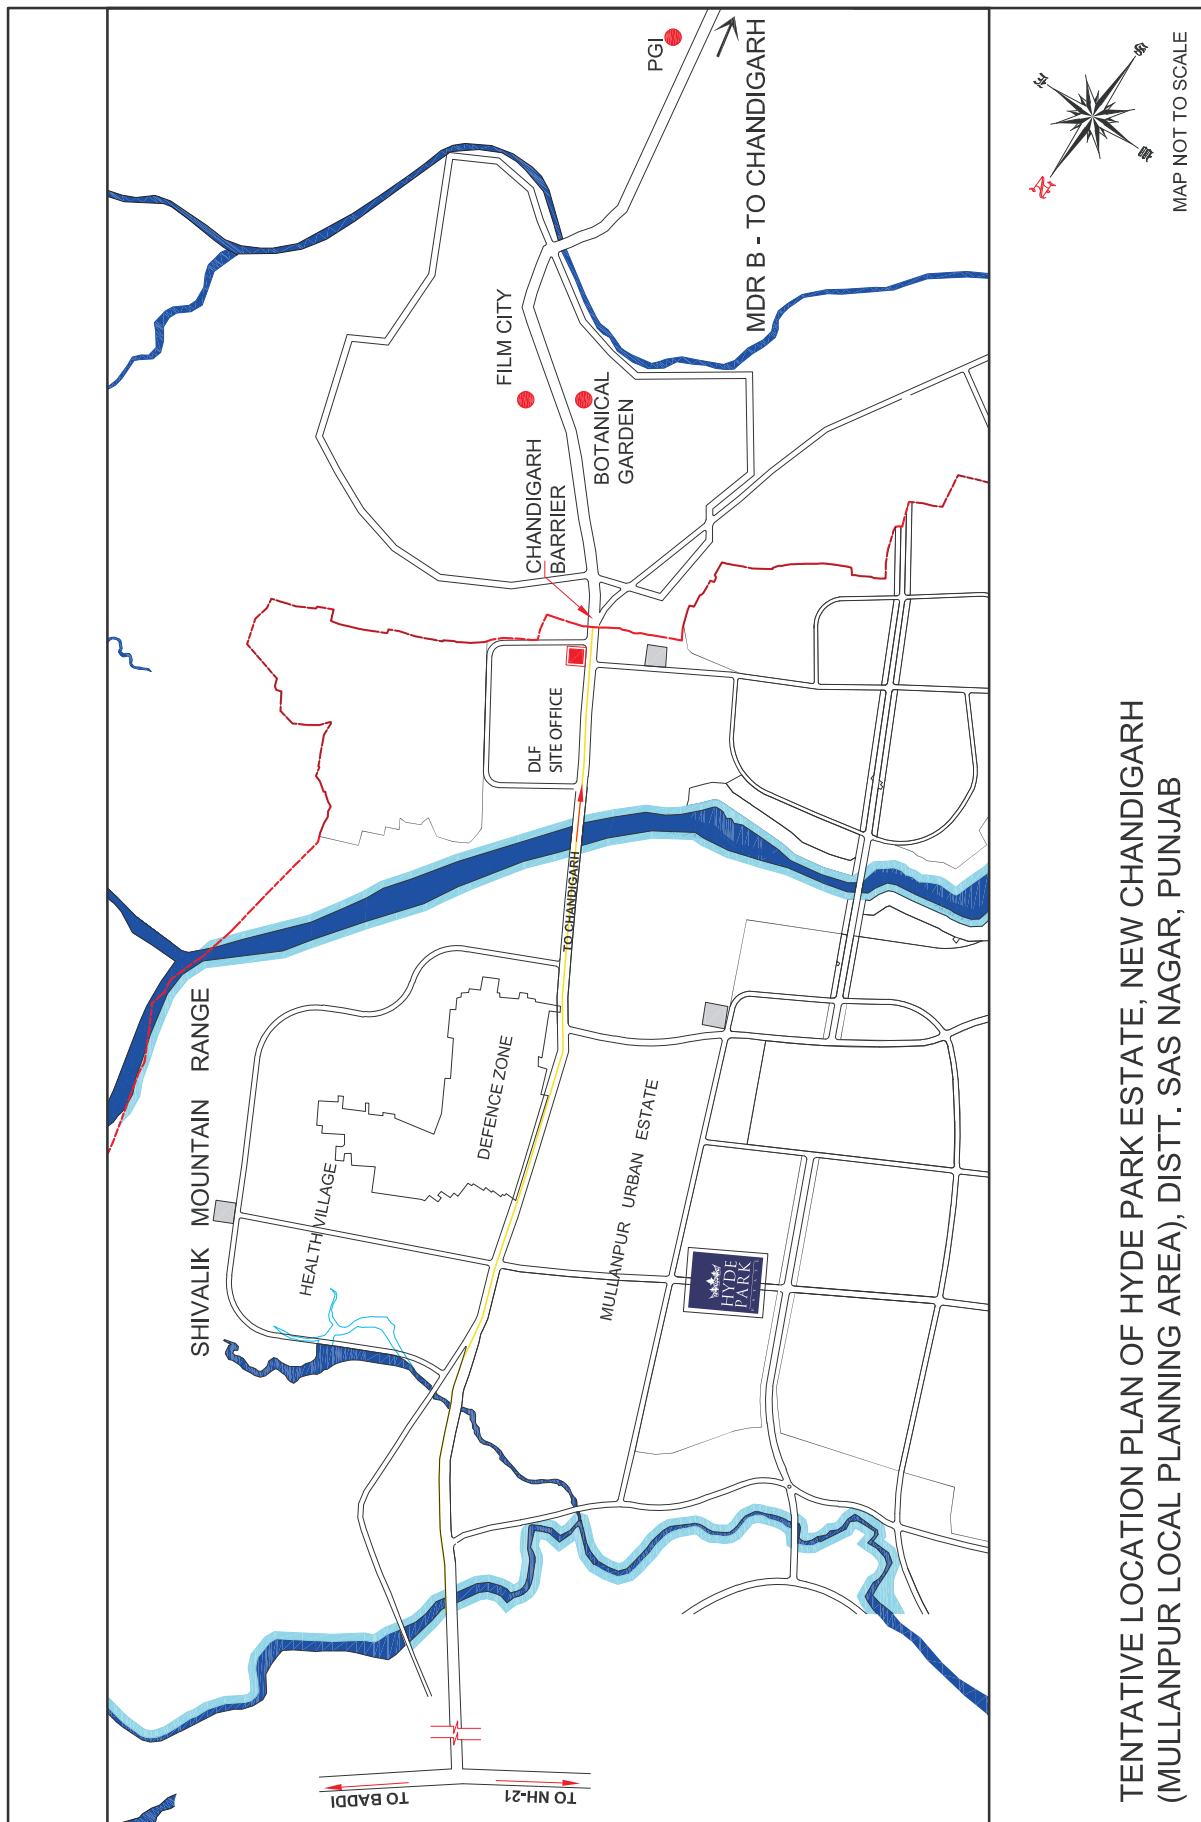 TENTATIVE LOCATION PLAN OF HYDE PARK ESTATE, NEW CHANDIGARH
(MULLANPUR LOCAL PLANNING AREA), DISTT. SAS NAGAR, PUNJAB
MAP NOT TO SCALE
SHIVALIK MOUNTAIN RANGE
HEALTH VILLAGE
DEFENCE ZONE
MULLANPUR URBAN ESTATE
HYDE
PARK
TO CHANDIGARH
DLF
SITE OFFICE
CHANDIGARH
BARRIER
FILM CITY
BOTANICAL
GARDEN
PGI
MDR B - TO CHANDIGARH
TO BADDI
TO NH-21